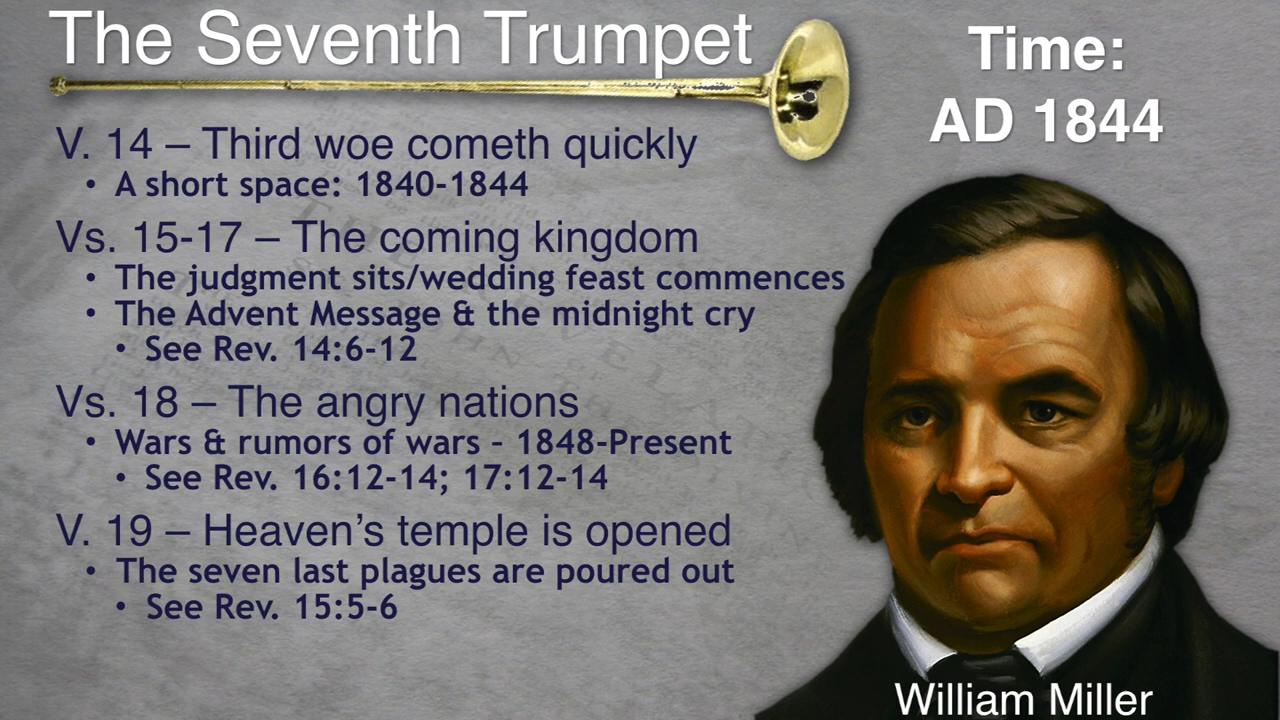 The Seventh Trumpet
Time:
AD 1844
V. 14 – Third woe cometh quickly
• A short space: 1840-1844
Vs. 15-17 – The coming kingdom
• The judgment sits/wedding feast commences
• The Advent Message & the midnight cry
• See Rev. 14:6-12
Vs. 18 – The angry nations
• Wars & rumors of wars – 1848-Present
• See Rev. 16:12-14; 17:12-14
V. 19 – Heaven’s temple is opened
• The seven last plagues are poured out
• See Rev. 15:5-6
William Miller